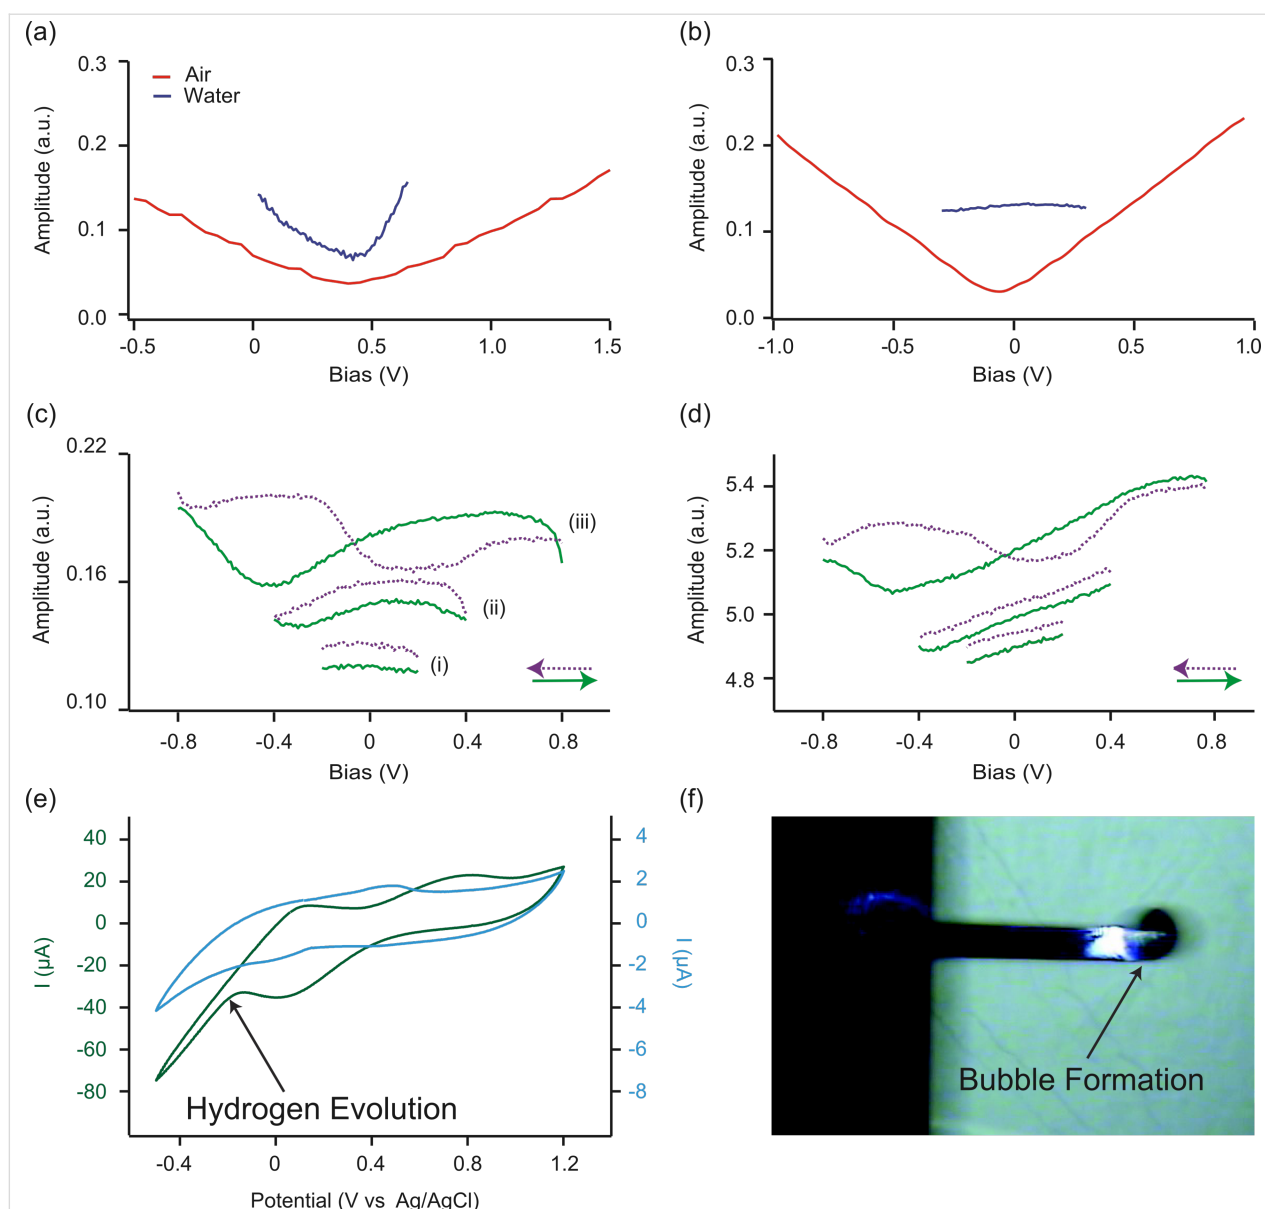 (a)
0.3
0.2
0.1
0.0
Amplitude (a.u.)
Air
Water
-0.5 0 0.5 1.0 1.5
Bias (V)
(b)
0.3
0.2
0.1
0.0
Amplitude (a.u.)
-1.0 -0.5 0 0.5 1.0
Bias (V)
(c)
0.22
0.16
0.10
Amplitude (a.u.)
(iii)
(ii)
(i)
-0.8 -0.4 0 0.4 0.8
Bias (V)
(d)
5.4
5.2
5.0
4.8
Amplitude (a.u.)
-0.8 -0.4 0 0.4 0.8
Bias (V)
(e)
40
20
0
-20
-40
-60
-80
I (µA)
4
2
0
-2
-4
-6
-8
I (µA)
Hydrogen Evolution
-0.4 0 0.4 0.8 1.2
Potential (V vs Ag/AgCl)
(f)
Bubble Formation